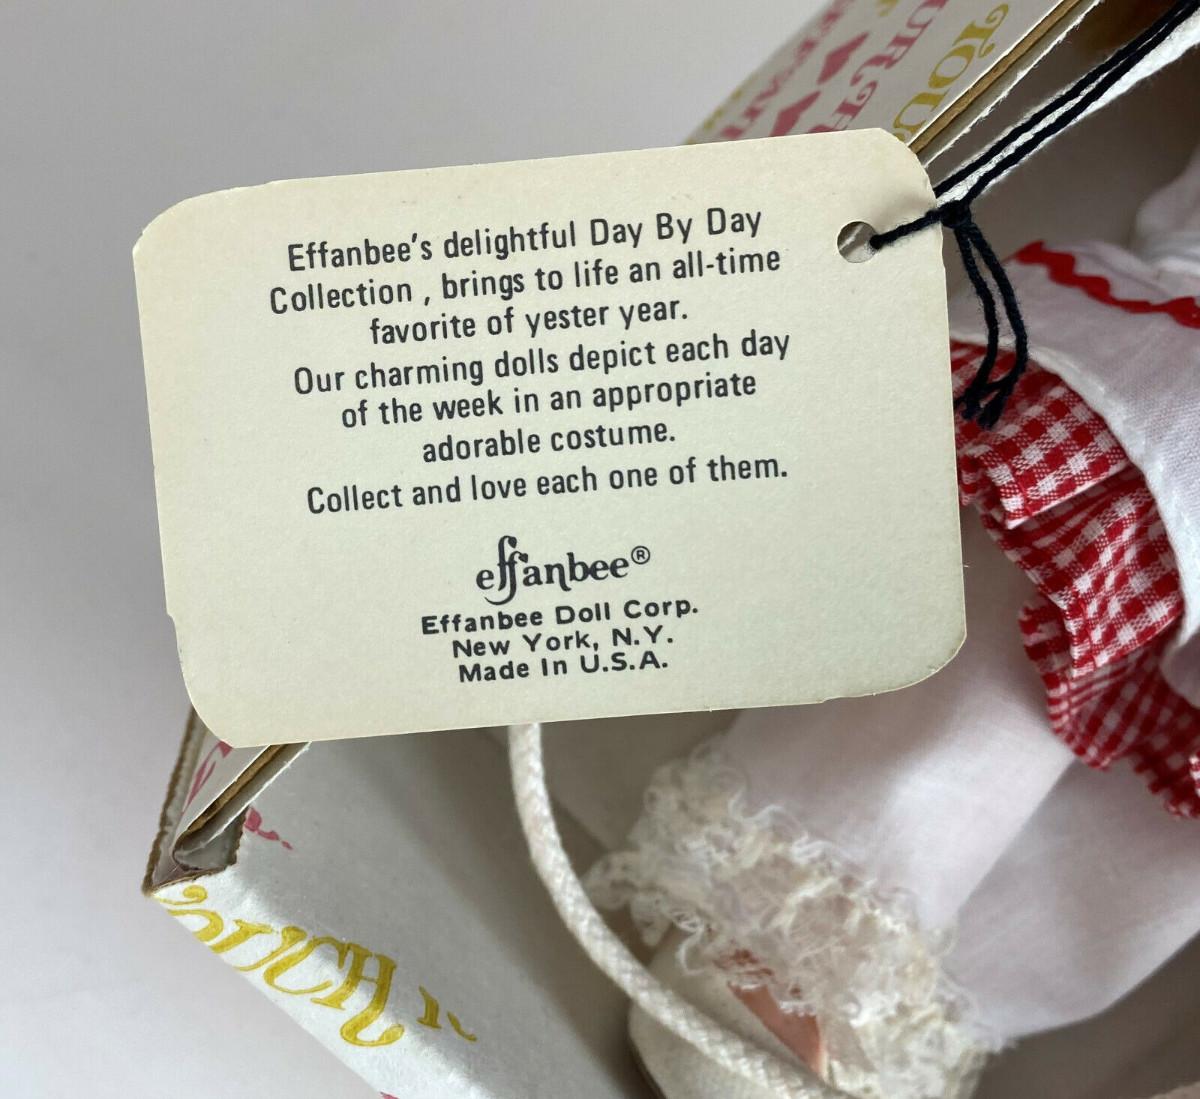 Effanbee's delightful Day By Day
Collection , brings to life an all-time
favorite of yester year.
Our charming dolls depict each day
of the week in an appropriate
adorable costume.
Collect and love each one of them.
effanbee®
Effanbee Doll Corp.
New York, N.Y.
Made In U.S.A.